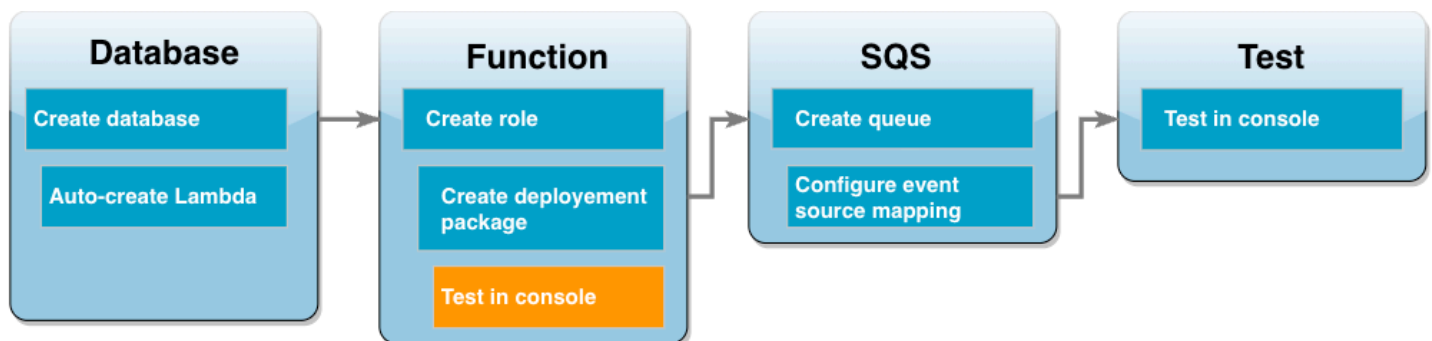 Database
Create database
Auto-create Lambda
Function
Create role
Create deployement
package
Test in console
SQS
Create queue
Configure event
source mapping
Test
Test in console